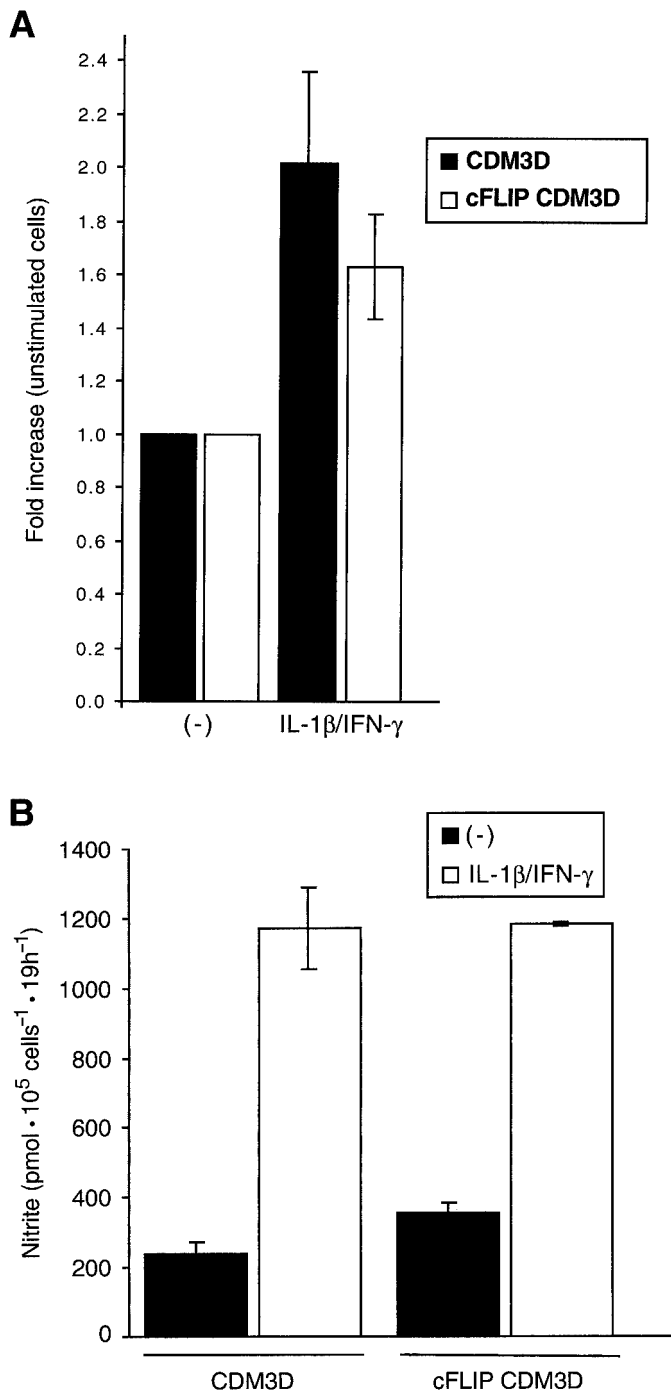 A
Fold increase (unstimulated cells)
2.4
2.2
2.0
1.8
1.6
1.4
1.2
1.0
0.8
0.6
0.4
0.2
0.0
CDM3D
cFLIP CDM3D
(-) IL-1β/IFN-γ
B
Nitrite (pmol • 10⁵ cells⁻¹ • 19h⁻¹)
1400
1200
1000
800
600
400
200
0
(-)
IL-1β/IFN-γ
CDM3D cFLIP CDM3D